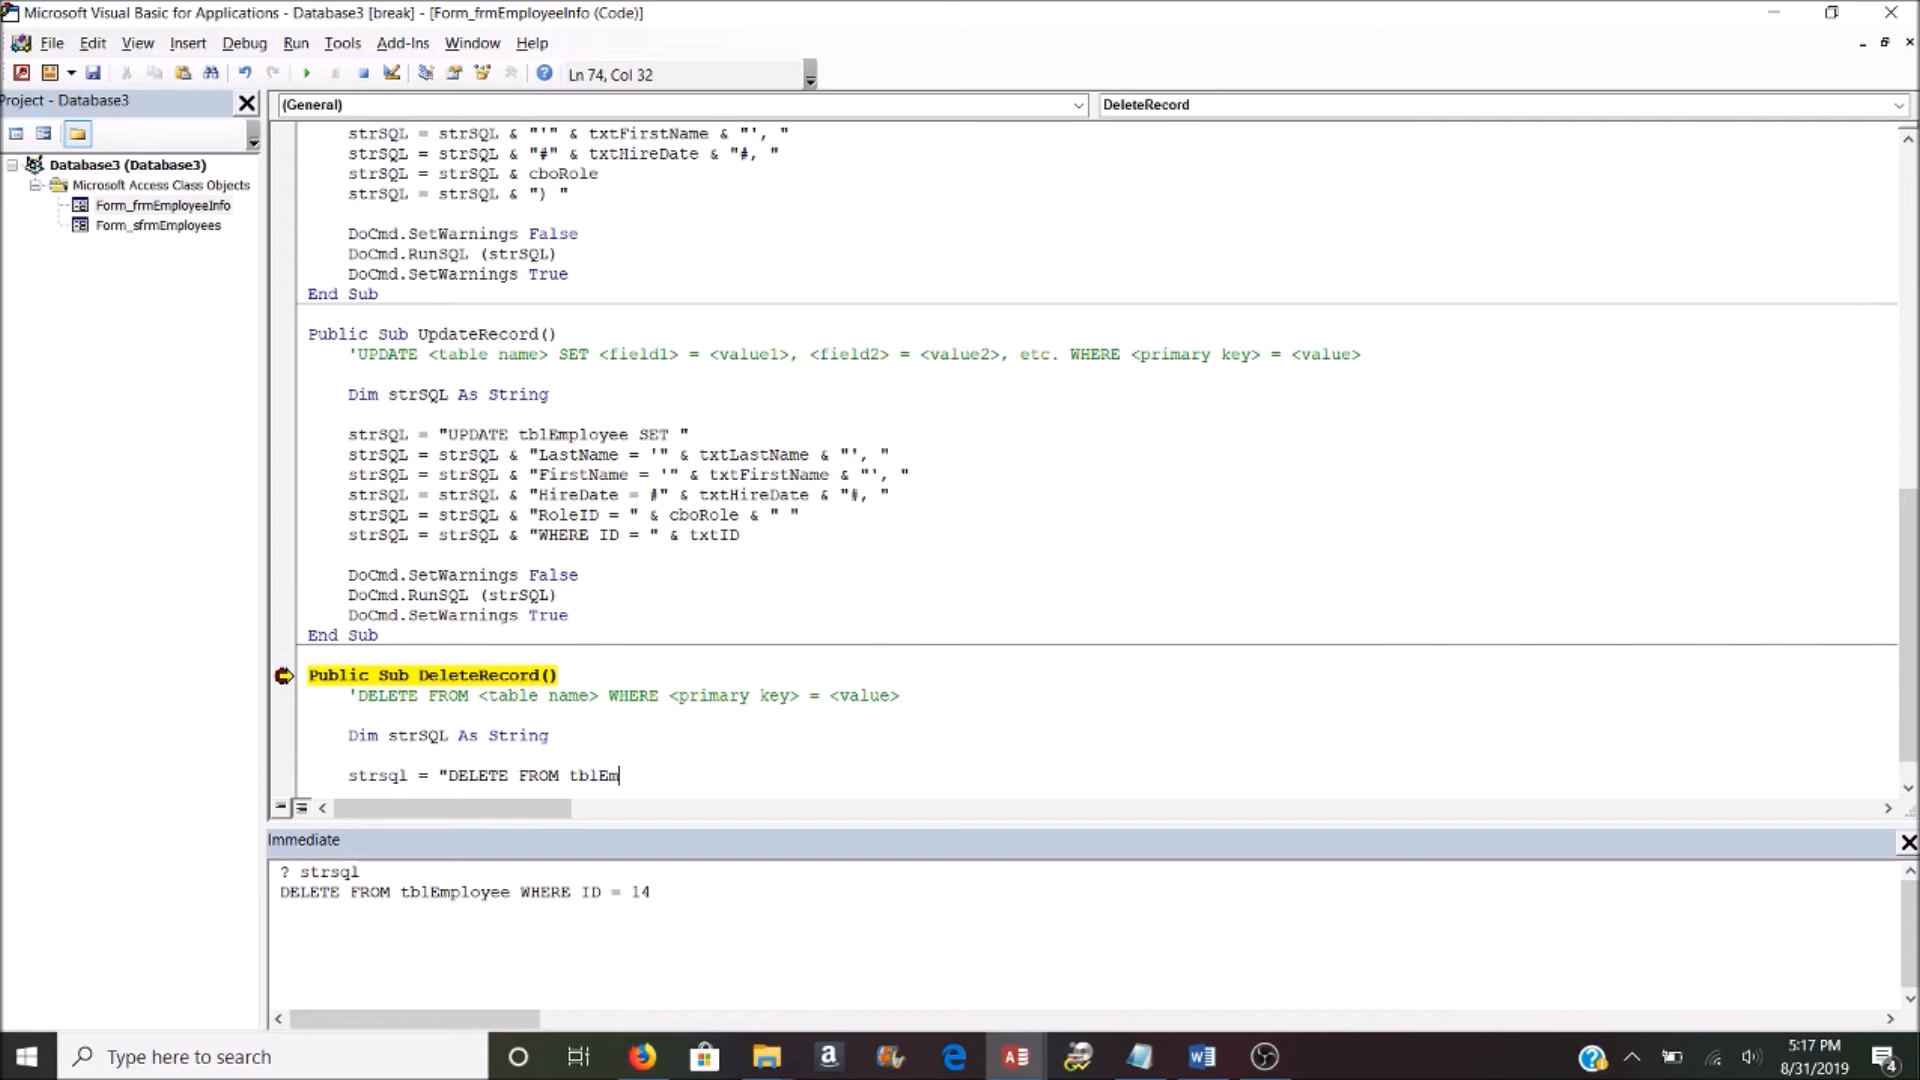 Microsoft Visual Basic for Applications - Database3 [break] - [Form_frmEmployeeInfo (Code)]
File Edit View Insert Debug Run Tools Add-Ins Window Help
Ln 74, Col 32
Project - Database3
(General)
DeleteRecord
Database3 (Database3)
Microsoft Access Class Objects
Form_frmEmployeeInfo
Form_sfrmEmployees
strSQL = strSQL & "'" & txtFirstName & "', "
strSQL = strSQL & "#" & txtHireDate & "#, "
strSQL = strSQL & cboRole
strSQL = strSQL & ") "
DoCmd.SetWarnings False
DoCmd.RunSQL (strSQL)
DoCmd.SetWarnings True
End Sub
Public Sub UpdateRecord()
'UPDATE <table name> SET <field1> = <value1>, <field2> = <value2>, etc. WHERE <primary key> = <value>
Dim strSQL As String
strSQL = "UPDATE tblEmployee SET "
strSQL = strSQL & "LastName = '" & txtLastName & "', "
strSQL = strSQL & "FirstName = '" & txtFirstName & "', "
strSQL = strSQL & "HireDate = #" & txtHireDate & "#, "
strSQL = strSQL & "RoleID = " & cboRole & " "
strSQL = strSQL & "WHERE ID = " & txtID
DoCmd.SetWarnings False
DoCmd.RunSQL (strSQL)
DoCmd.SetWarnings True
End Sub
Public Sub DeleteRecord()
'DELETE FROM <table name> WHERE <primary key> = <value>
Dim strSQL As String
strsql = "DELETE FROM tblEm
Immediate
? strsql
DELETE FROM tblEmployee WHERE ID = 14
Type here to search
5:17 PM
8/31/2019
4